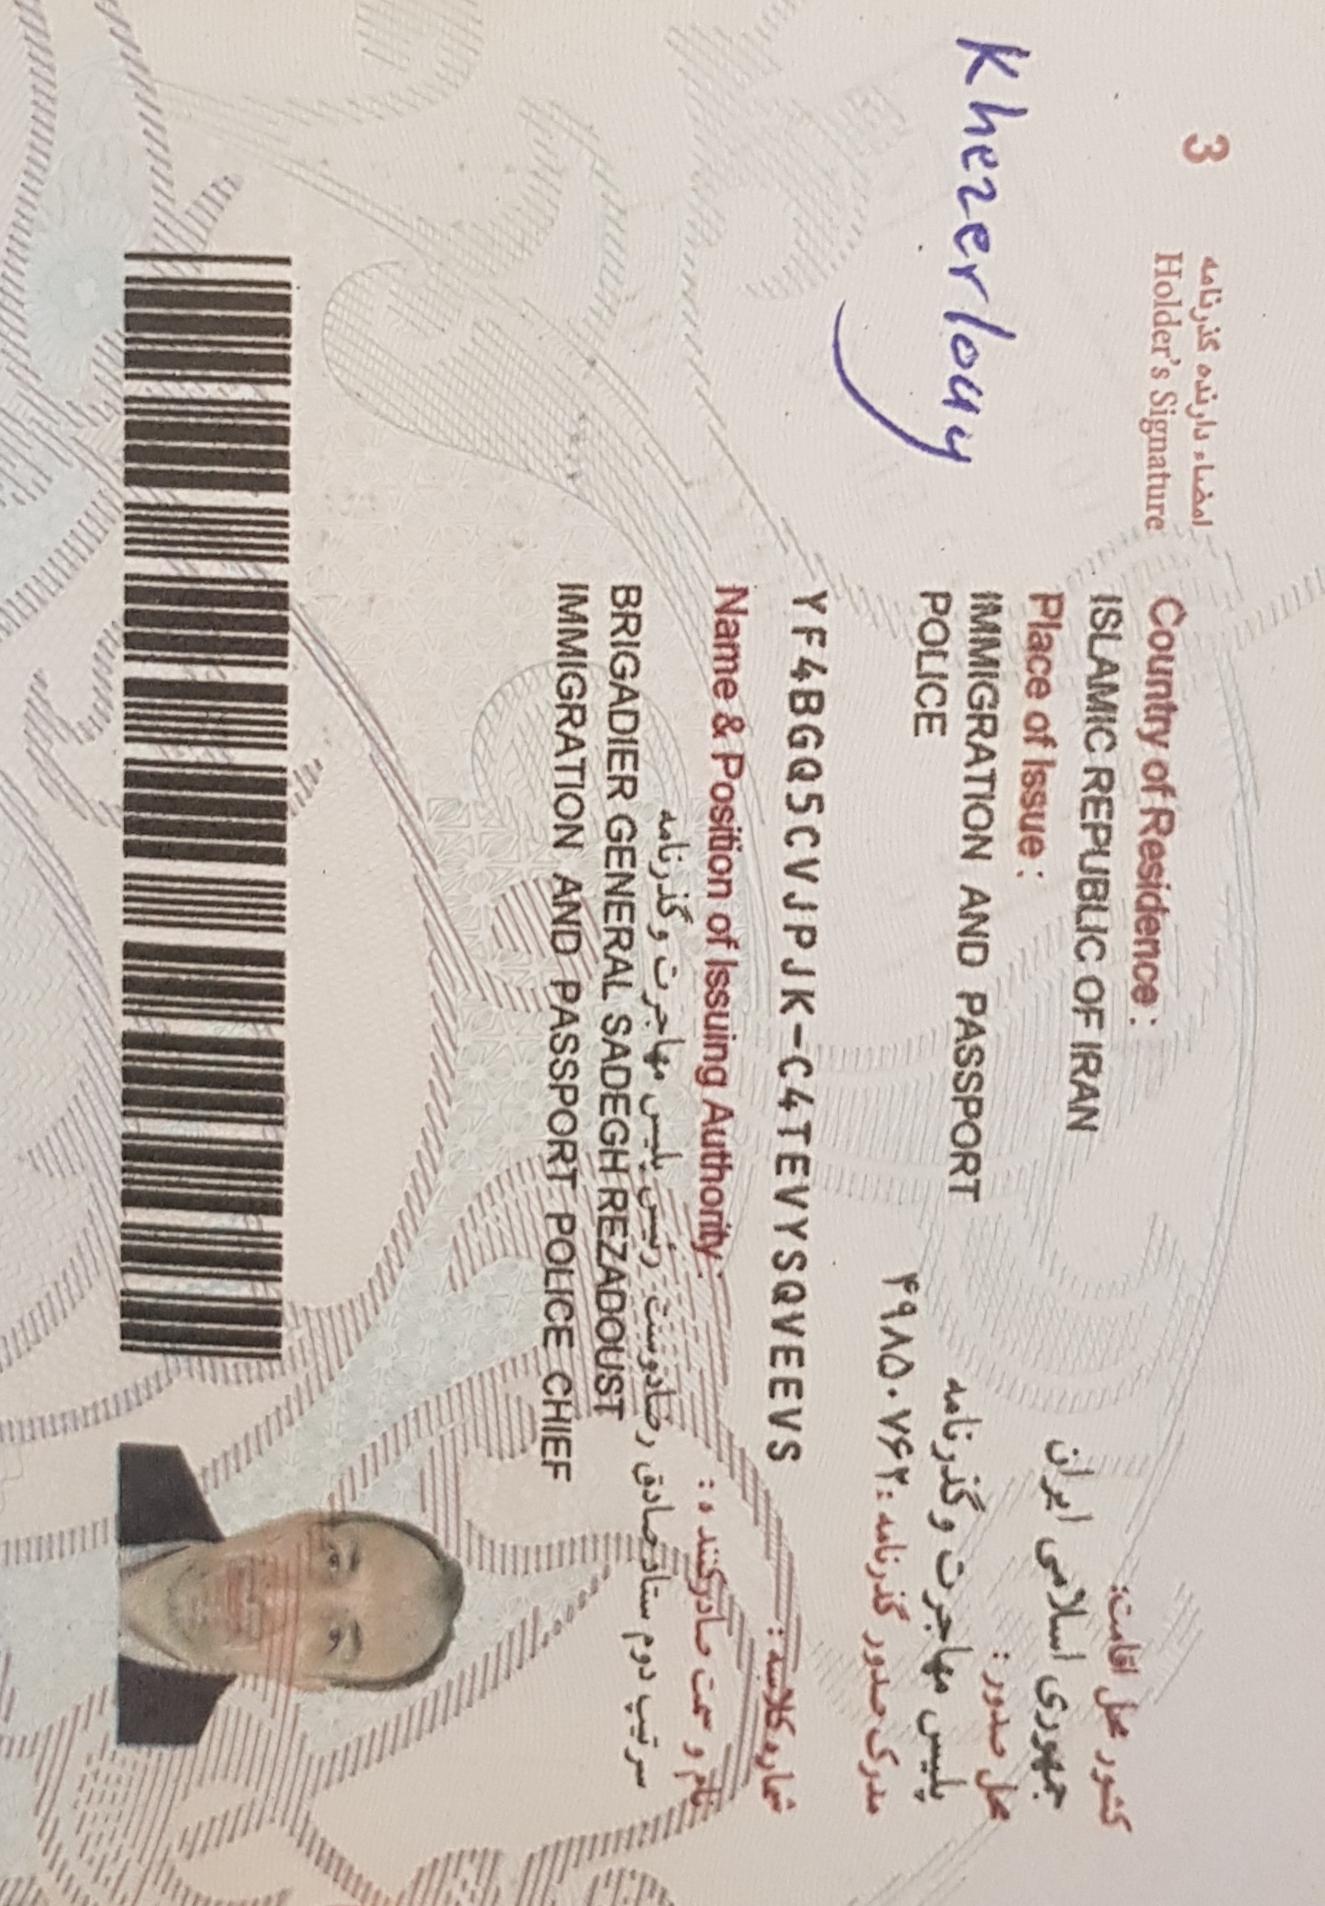 3
امضاء دارنده گذرنامه
Holder's Signature
Khezerlouy
کشور محل اقامت:
Country of Residence:
جمهوری اسلامی ایران
ISLAMIC REPUBLIC OF IRAN
محل صدور:
Place of Issue:
پلیس مهاجرت و گذرنامه
IMMIGRATION AND PASSPORT
POLICE
مدرک صدور گذرنامه: ۴۹۸۵۰۷۶۲
شماره کلاسه:
YF4BGQ5CVJPJK-C4TEVYSQVEEVS
نام و سمت صادرکننده:
Name & Position of Issuing Authority:
سرتیپ دوم ستاد صادق رضادوست رئیس پلیس مهاجرت و گذرنامه
BRIGADIER GENERAL SADEGH REZADOUST
IMMIGRATION AND PASSPORT POLICE CHIEF